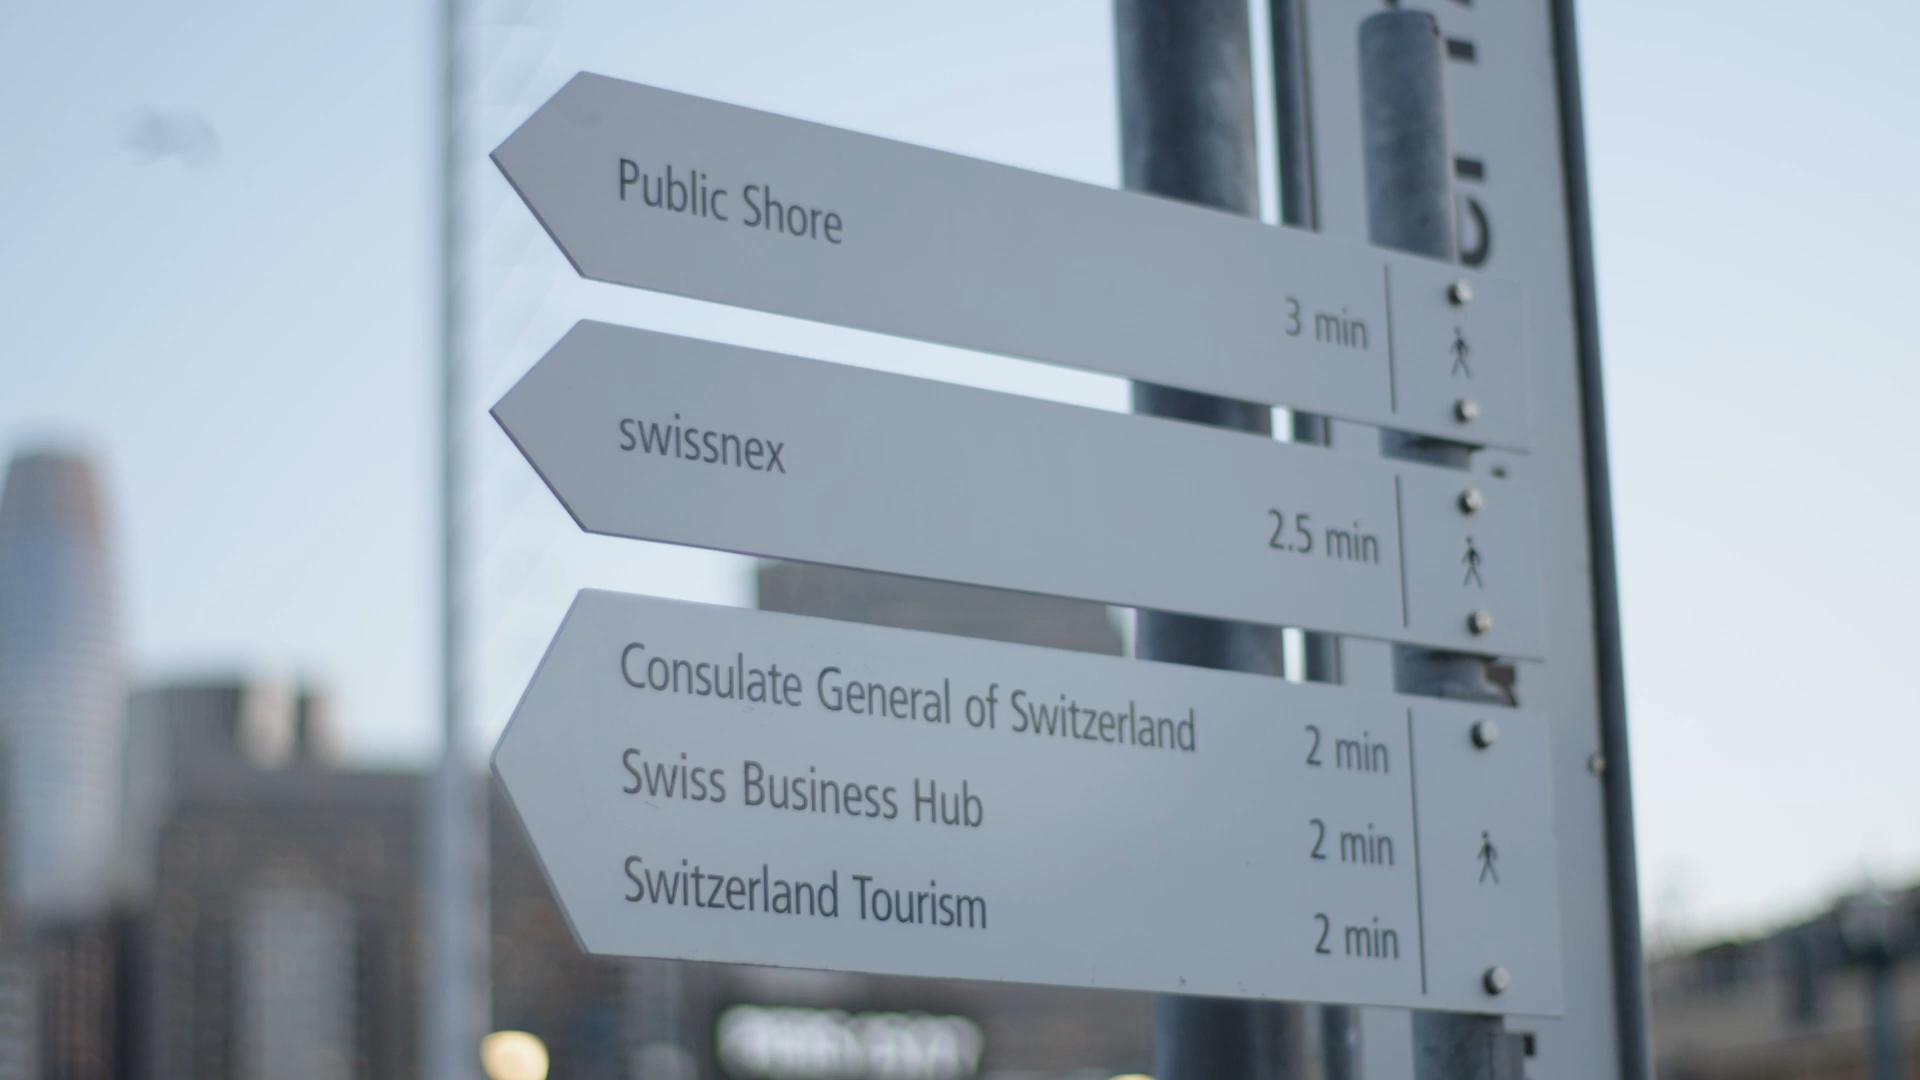 Public Shore
3 min
swissnex
2.5 min
Consulate General of Switzerland 2 min
Swiss Business Hub 2 min
Switzerland Tourism 2 min